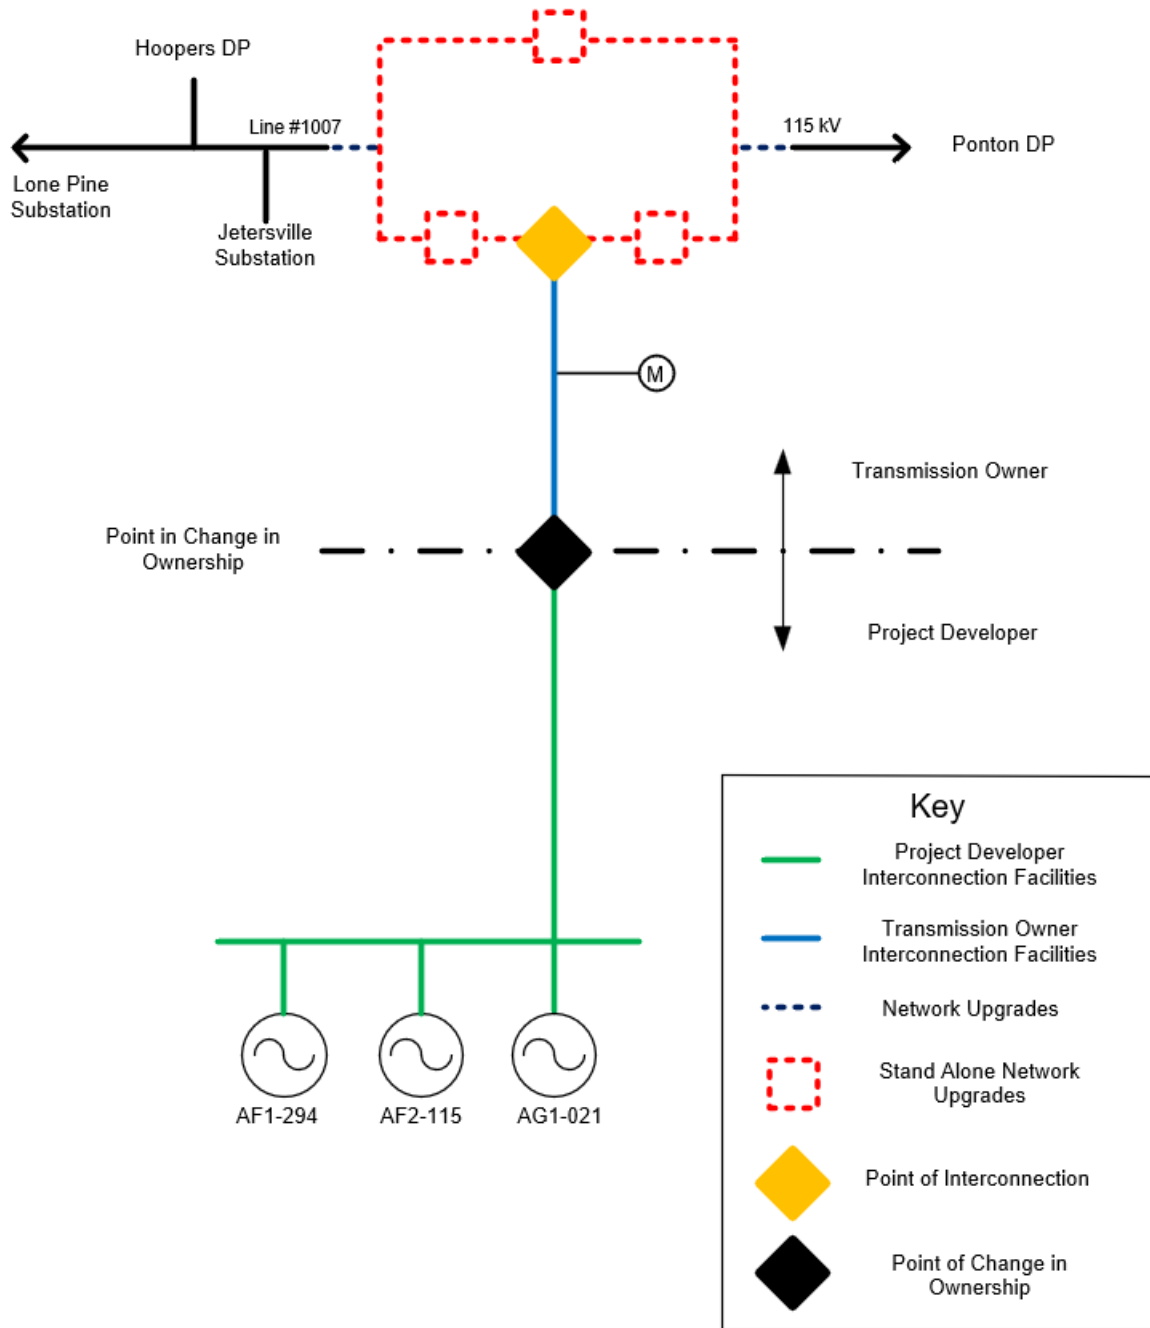 Hoopers DP
Line #1007
115 kV
Ponton DP
Lone Pine
Substation
Jetersville
Substation
M
Transmission Owner
Point in Change in
Ownership
Project Developer
Key
Project Developer
Interconnection Facilities
Transmission Owner
Interconnection Facilities
Network Upgrades
Stand Alone Network
Upgrades
Point of Interconnection
Point of Change in
Ownership
AF1-294
AF2-115
AG1-021